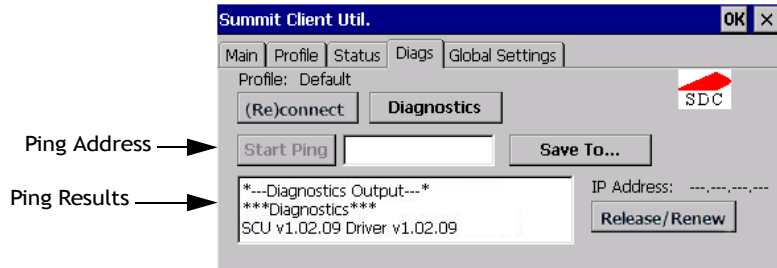 Summit Client Util. OK ×
Main Profile Status Diags Global Settings
Profile: Default
(Re)connect Diagnostics
SDC
Ping Address Start Ping Save To...
Ping Results
*---Diagnostics Output---*
***Diagnostics***
SCU v1.02.09 Driver v1.02.09
IP Address: ---.---.---.---
Release/Renew